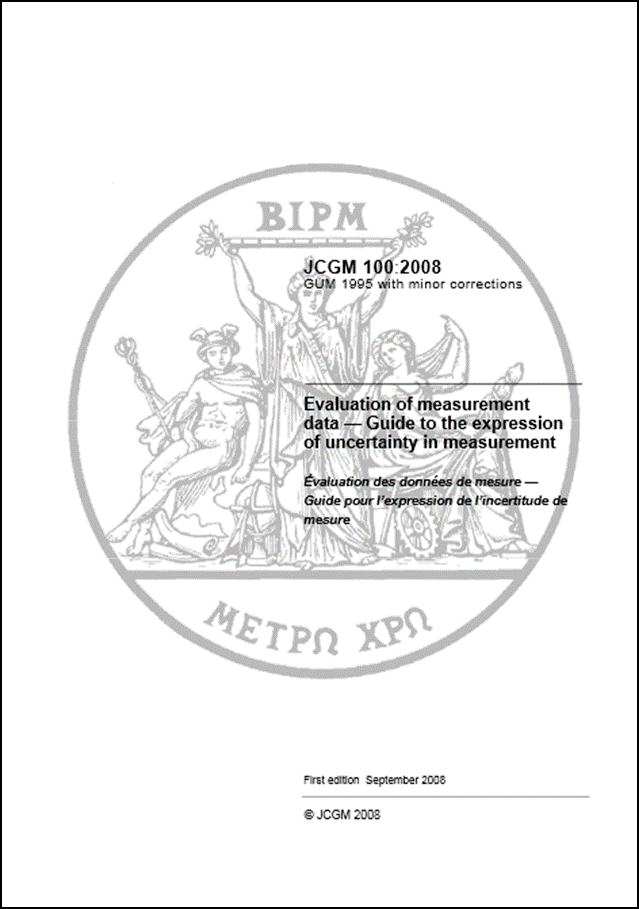 BIPM
JCGM 100:2008
GUM 1995 with minor corrections
Evaluation of measurement
data — Guide to the expression
of uncertainty in measurement
Évaluation des données de mesure —
Guide pour l'expression de l'incertitude de
mesure
ΜΕΤΡΩ ΧΡΩ
First edition September 2008
© JCGM 2008